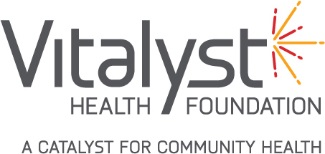 Vitalyst
HEALTH FOUNDATION
A CATALYST FOR COMMUNITY HEALTH